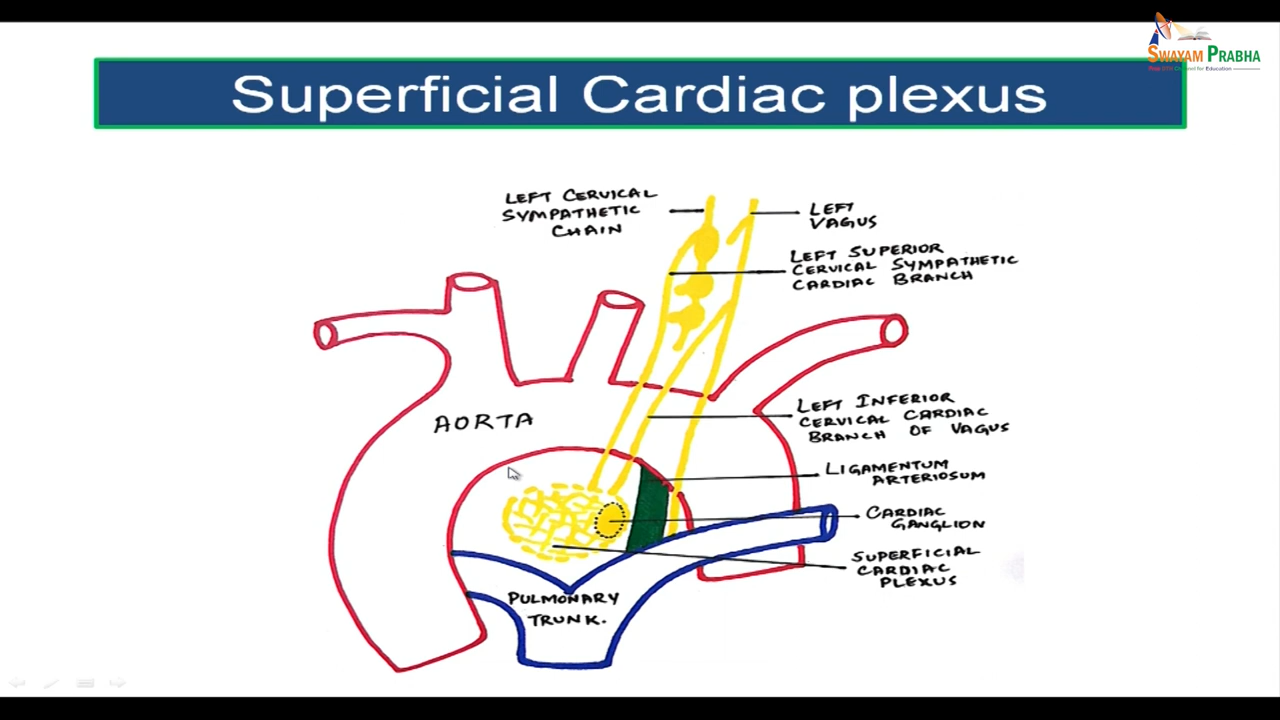 SWAYAM PRABHA
Superficial Cardiac plexus
LEFT CERVICAL
SYMPATHETIC
CHAIN
LEFT
VAGUS
LEFT SUPERIOR
CERVICAL SYMPATHETIC
CARDIAC BRANCH
AORTA
LEFT INFERIOR
CERVICAL CARDIAC
BRANCH OF VAGUS
LIGAMENTUM
ARTERIOSUM
CARDIAC
GANGLION
SUPERFICIAL
CARDIAC
PLEXUS
PULMONARY
TRUNK.